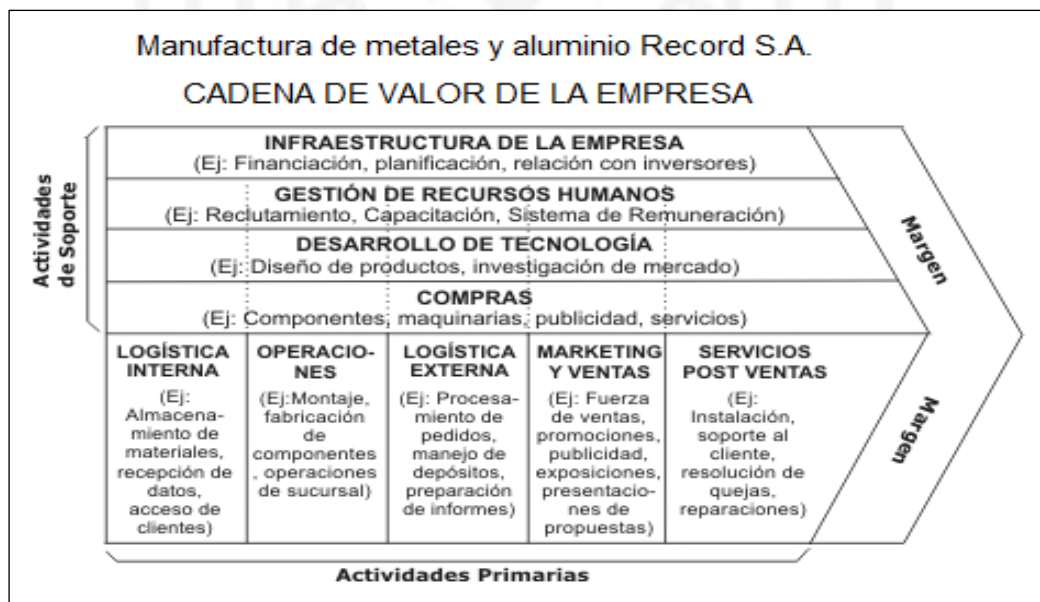 Manufactura de metales y aluminio Record S.A.
CADENA DE VALOR DE LA EMPRESA
Actividades
de Soporte
INFRAESTRUCTURA DE LA EMPRESA
(Ej: Financiación, planificación, relación con inversores)
GESTIÓN DE RECURSOS HUMANOS
(Ej: Reclutamiento, Capacitación, Sistema de Remuneración)
DESARROLLO DE TECNOLOGÍA
(Ej: Diseño de productos, investigación de mercado)
COMPRAS
(Ej: Componentes, maquinarias, publicidad, servicios)
LOGÍSTICA
INTERNA
(Ej:
Almacena-
miento de
materiales,
recepción de
datos,
acceso de
clientes)
OPERACIO-
NES
(Ej:Montaje,
fabricación
de
componentes
, operaciones
de sucursal)
LOGÍSTICA
EXTERNA
(Ej: Procesa-
miento de
pedidos,
manejo de
depósitos,
preparación
de informes)
MARKETING
Y VENTAS
(Ej: Fuerza
de ventas,
promociones,
publicidad,
exposiciones,
presentacio-
nes de
propuestas)
SERVICIOS
POST VENTAS
(Ej:
Instalación,
soporte al
cliente,
resolución de
quejas,
reparaciones)
Margen
Margen
Actividades Primarias